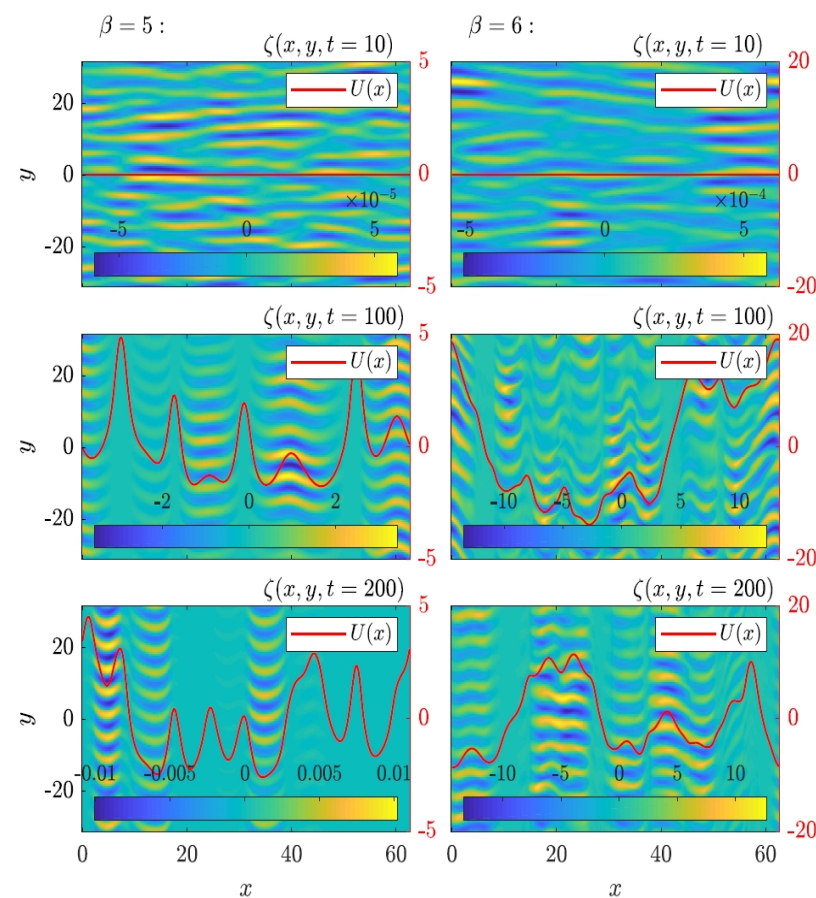 β = 5 :
β = 6 :
ζ(x, y, t = 10)
5
ζ(x, y, t = 10)
20
U(x)
U(x)
20
y
0
0
0
×10⁻⁵
×10⁻⁴
-5 0 5
-5 0 5
-20
-5
-20
ζ(x, y, t = 100)
5
ζ(x, y, t = 100)
20
U(x)
U(x)
20
y
0
0
0
-2 0 2
-10 -5 0 5 10
-20
-5
-20
ζ(x, y, t = 200)
5
ζ(x, y, t = 200)
20
U(x)
U(x)
20
y
0
0
0
-0.01 -0.005 0 0.005 0.01
-10 -5 0 5 10
-20
-5
-20
0 20 40 60
0 20 40 60
x
x